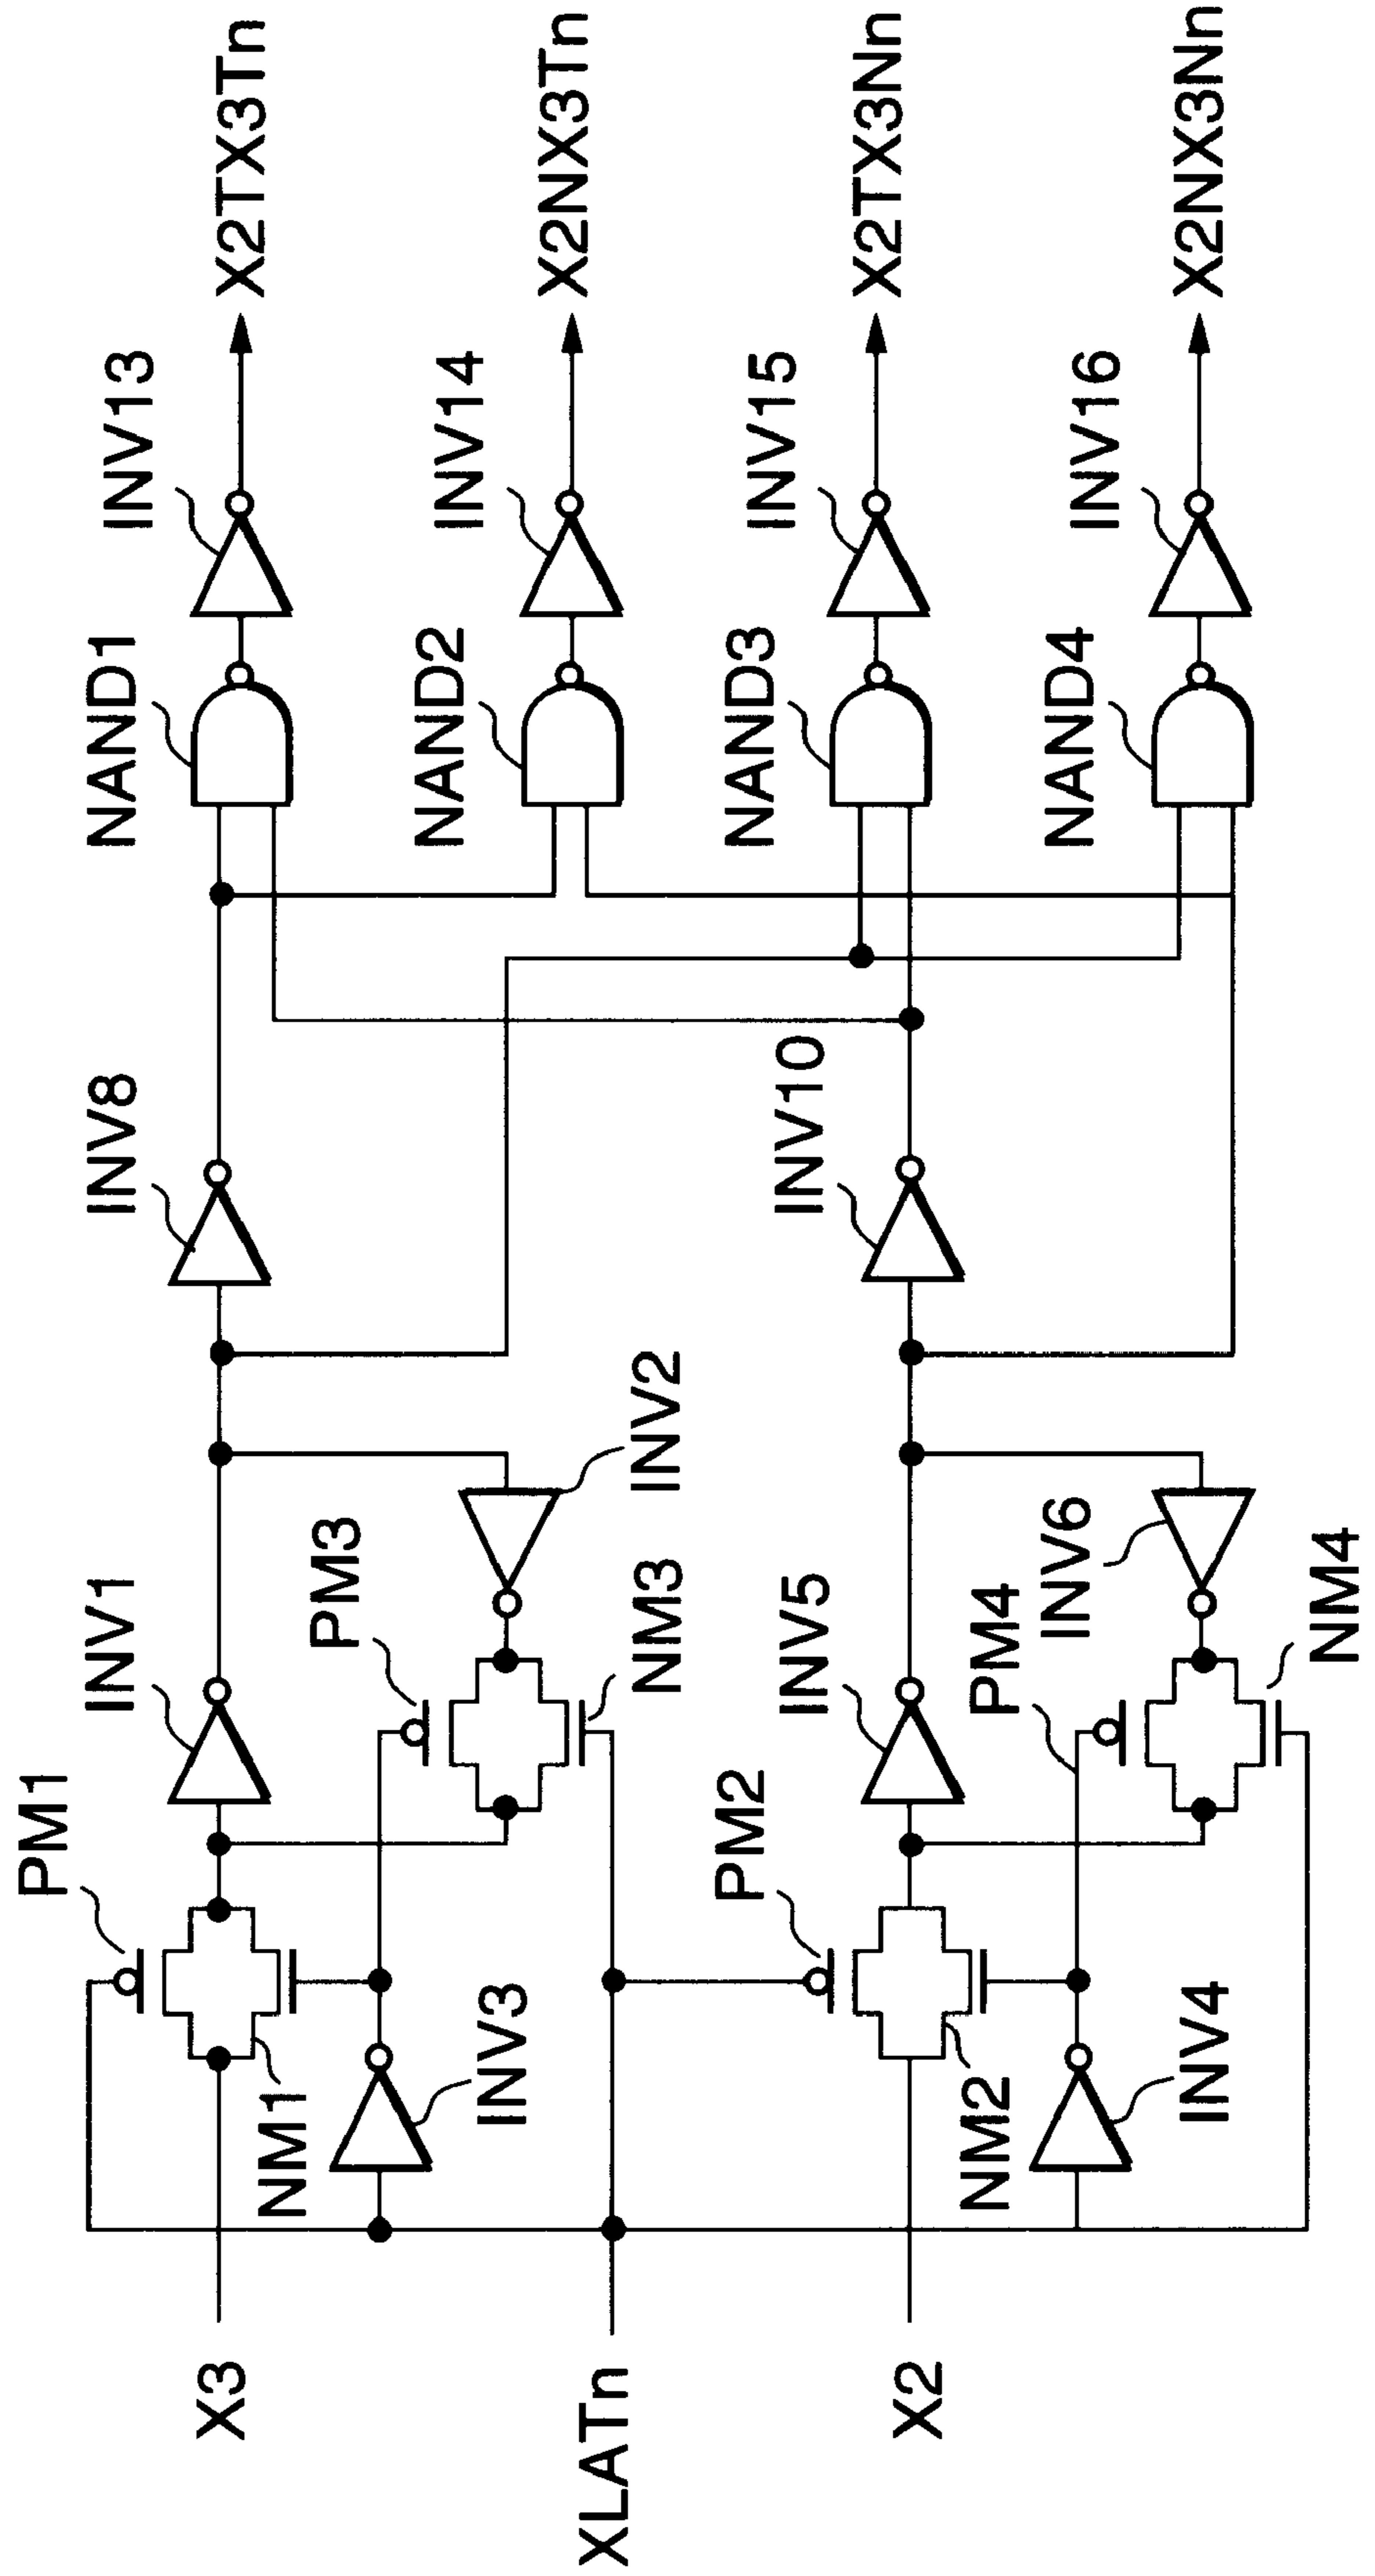 X3
XLATn
X2
PM1
NM1
INV3
INV1
PM3
NM3
INV2
PM2
NM2
INV4
INV5
PM4
INV6
NM4
INV8
INV10
NAND1
NAND2
NAND3
NAND4
INV13
INV14
INV15
INV16
X2TX3Tn
X2NX3Tn
X2TX3Nn
X2NX3Nn